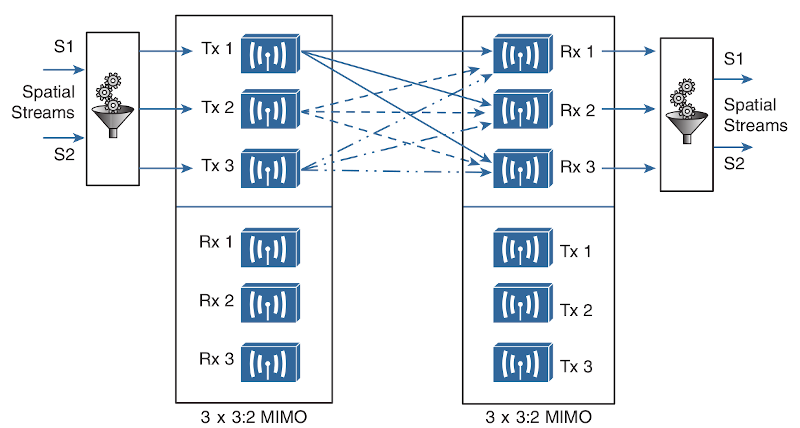 S1
Spatial
Streams
S2
Tx 1
Tx 2
Tx 3
Rx 1
Rx 2
Rx 3
3 x 3:2 MIMO
Rx 1
Rx 2
Rx 3
Tx 1
Tx 2
Tx 3
3 x 3:2 MIMO
S1
Spatial
Streams
S2